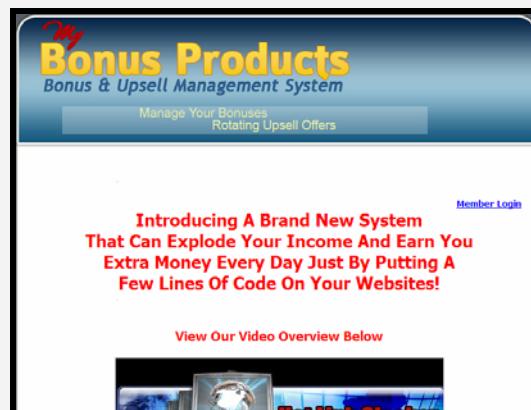 My
Bonus Products
Bonus & Upsell Management System
Manage Your Bonuses
Rotating Upsell Offers
Member Login
Introducing A Brand New System
That Can Explode Your Income And Earn You
Extra Money Every Day Just By Putting A
Few Lines Of Code On Your Websites!
View Our Video Overview Below